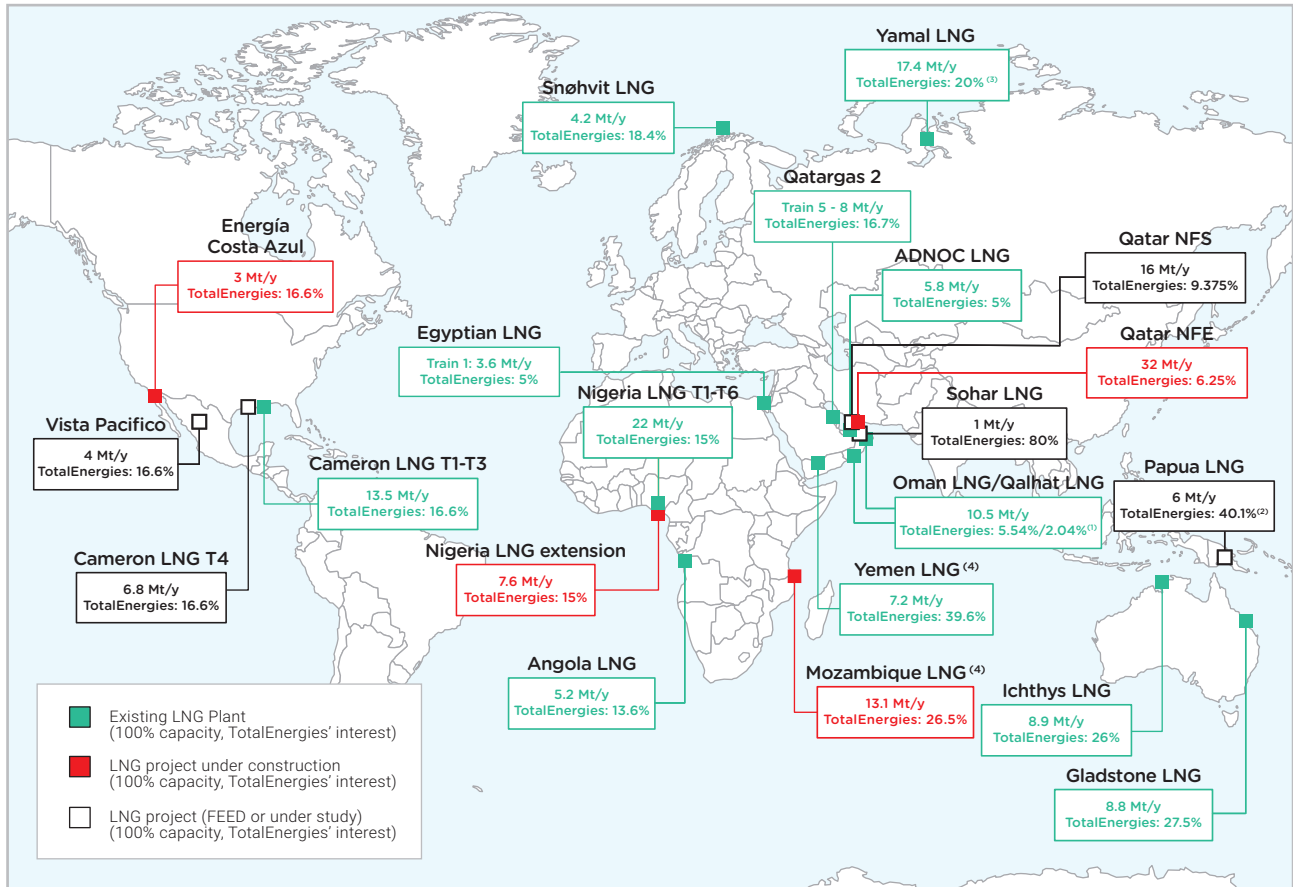 Yamal LNG
17.4 Mt/y
TotalEnergies: 20% (3)
Snøhvit LNG
4.2 Mt/y
TotalEnergies: 18.4%
Qatargas 2
Train 5 - 8 Mt/y
TotalEnergies: 16.7%
Energía
Costa Azul
3 Mt/y
TotalEnergies: 16.6%
ADNOC LNG
5.8 Mt/y
TotalEnergies: 5%
Qatar NFS
16 Mt/y
TotalEnergies: 9.375%
Egyptian LNG
Train 1: 3.6 Mt/y
TotalEnergies: 5%
Qatar NFE
32 Mt/y
TotalEnergies: 6.25%
Nigeria LNG T1-T6
22 Mt/y
TotalEnergies: 15%
Sohar LNG
1 Mt/y
TotalEnergies: 80%
Vista Pacifico
4 Mt/y
TotalEnergies: 16.6%
Cameron LNG T1-T3
13.5 Mt/y
TotalEnergies: 16.6%
Oman LNG/Qalhat LNG
10.5 Mt/y
TotalEnergies: 5.54%/2.04% (1)
Papua LNG
6 Mt/y
TotalEnergies: 40.1% (2)
Cameron LNG T4
6.8 Mt/y
TotalEnergies: 16.6%
Nigeria LNG extension
7.6 Mt/y
TotalEnergies: 15%
Yemen LNG (4)
7.2 Mt/y
TotalEnergies: 39.6%
Angola LNG
5.2 Mt/y
TotalEnergies: 13.6%
Mozambique LNG (4)
13.1 Mt/y
TotalEnergies: 26.5%
Ichthys LNG
8.9 Mt/y
TotalEnergies: 26%
Gladstone LNG
8.8 Mt/y
TotalEnergies: 27.5%
Existing LNG Plant
(100% capacity, TotalEnergies' interest)
LNG project under construction
(100% capacity, TotalEnergies' interest)
LNG project (FEED or under study)
(100% capacity, TotalEnergies' interest)